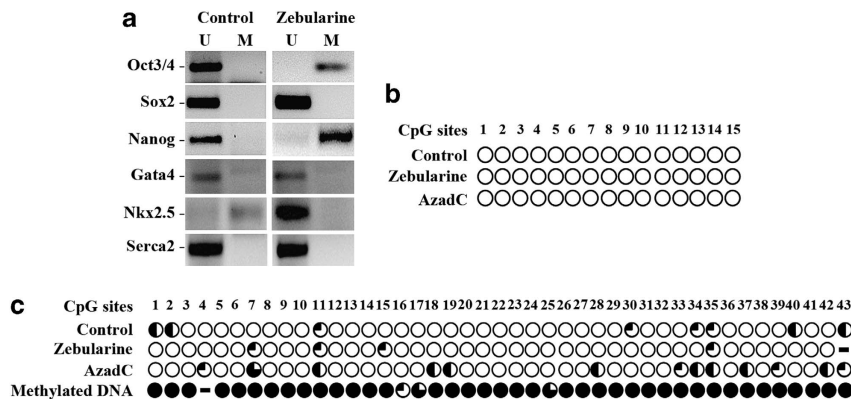 a
Control Zebularine
U M U M
Oct3/4 -
Sox2 -
Nanog -
Gata4 -
Nkx2.5 -
Serca2 -
b
CpG sites 1 2 3 4 5 6 7 8 9 10 11 12 13 14 15
Control
Zebularine
AzadC
c
CpG sites 1 2 3 4 5 6 7 8 9 10 11 12 13 14 15 16 17 18 19 20 21 22 23 24 25 26 27 28 29 30 31 32 33 34 35 36 37 38 39 40 41 42 43
Control
Zebularine
AzadC
Methylated DNA